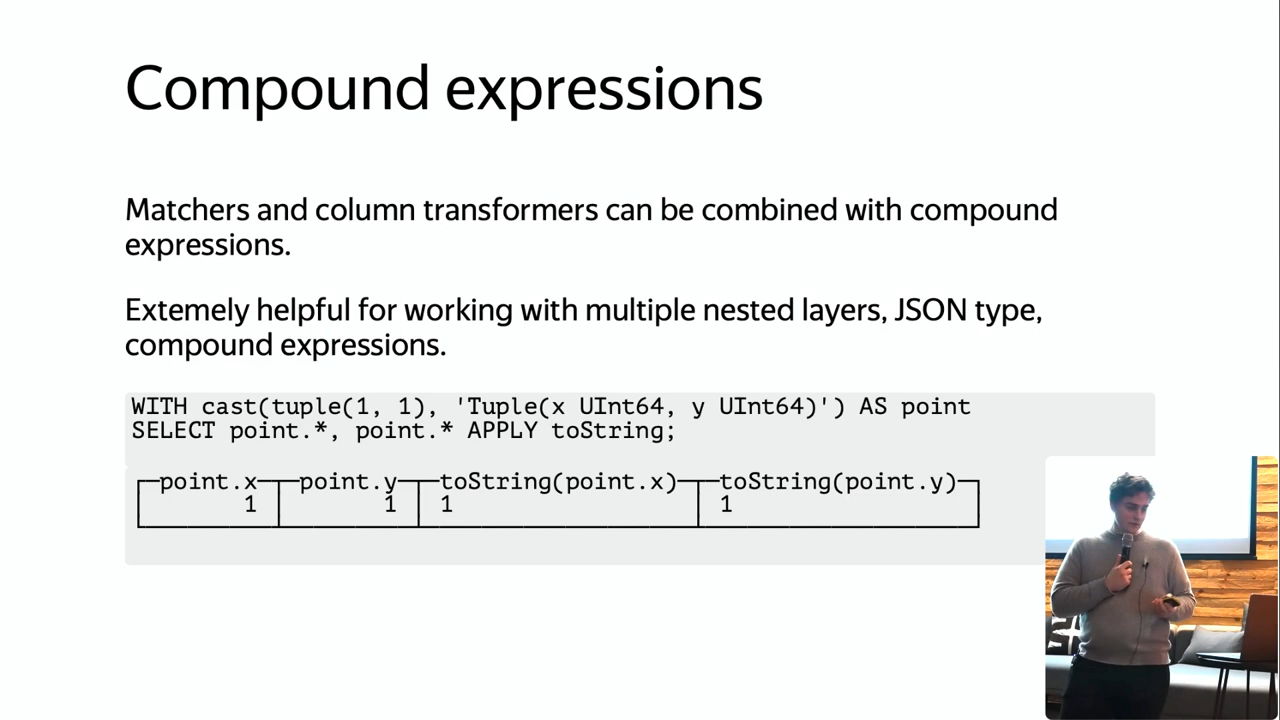 Compound expressions
Matchers and column transformers can be combined with compound
expressions.
Extemely helpful for working with multiple nested layers, JSON type,
compound expressions.
WITH cast(tuple(1, 1), 'Tuple(x UInt64, y UInt64)') AS point
SELECT point.*, point.* APPLY toString;
┌─point.x─┬─point.y─┬─toString(point.x)─┬─toString(point.y)─┐
│ 1 │ 1 │ 1 │ 1 │
└─────────┴─────────┴───────────────────┴───────────────────┘